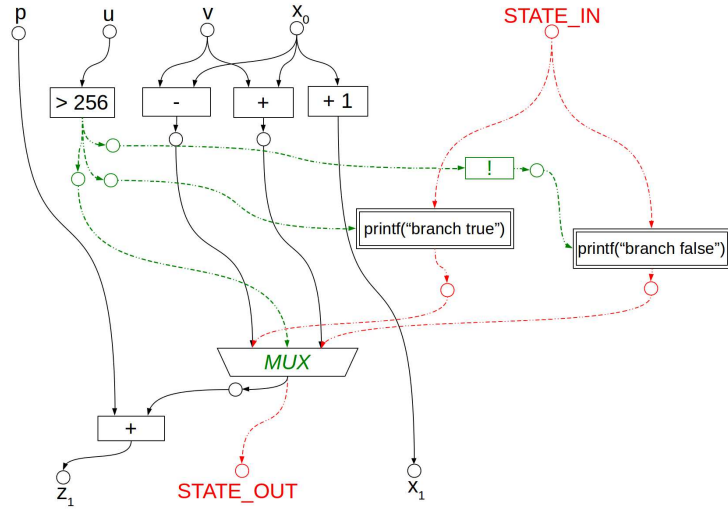 p
u
v
x0
STATE_IN
> 256
-
+
+ 1
!
printf(“branch true”)
printf(“branch false”)
MUX
+
z1
STATE_OUT
x1